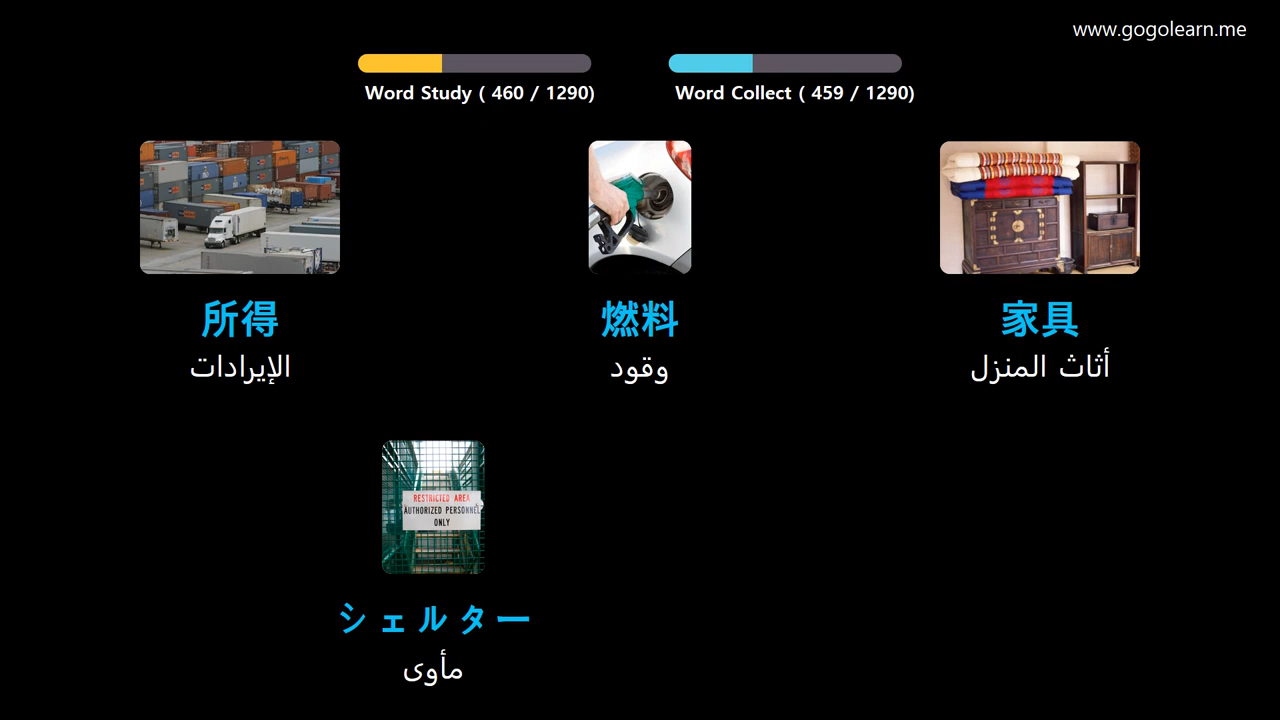 www.gogolearn.me
Word Study ( 460 / 1290)
Word Collect ( 459 / 1290)
所得
الإيرادات
燃料
وقود
家具
أثاث المنزل
RESTRICTED AREA
AUTHORIZED PERSONNEL
ONLY
シェルター
مأوى